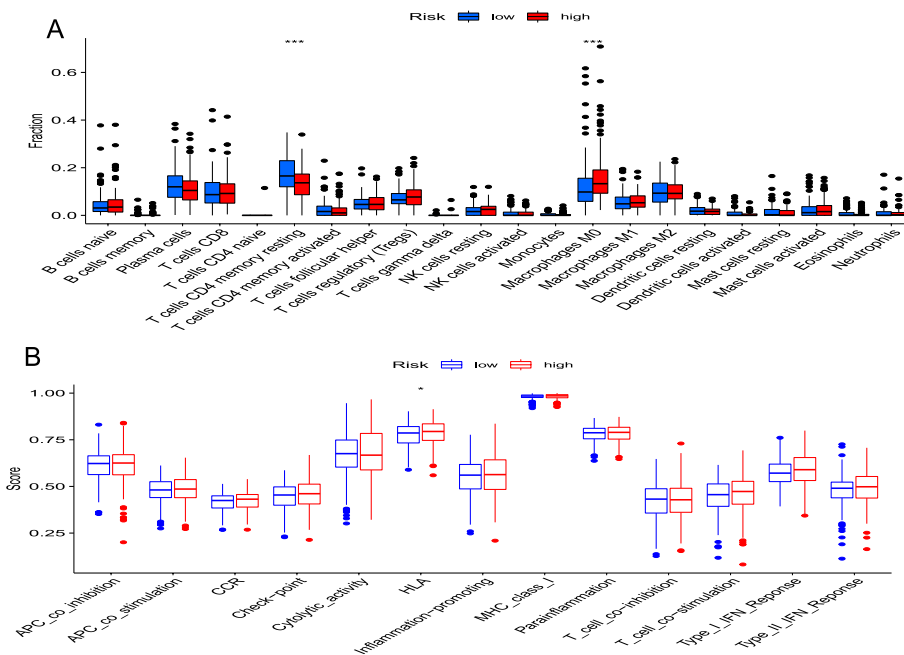 A
Risk low high
*** ***
Fraction
0.6
0.4
0.2
0.0
B cells naive
B cells memory
Plasma cells
T cells CD8
T cells CD4 naive
T cells CD4 memory resting
T cells CD4 memory activated
T cells follicular helper
T cells regulatory (Tregs)
T cells gamma delta
NK cells resting
NK cells activated
Monocytes
Macrophages M0
Macrophages M1
Macrophages M2
Dendritic cells resting
Dendritic cells activated
Mast cells resting
Mast cells activated
Eosinophils
Neutrophils
B
Risk low high
*
Score
1.00
0.75
0.50
0.25
APC_co_inhibition
APC_co_stimulation
CCR
Check-point
Cytolytic_activity
HLA
Inflammation-promoting
MHC_class_I
Parainflammation
T_cell_co-inhibition
T_cell_co-stimulation
Type_I_IFN_Reponse
Type_II_IFN_Reponse